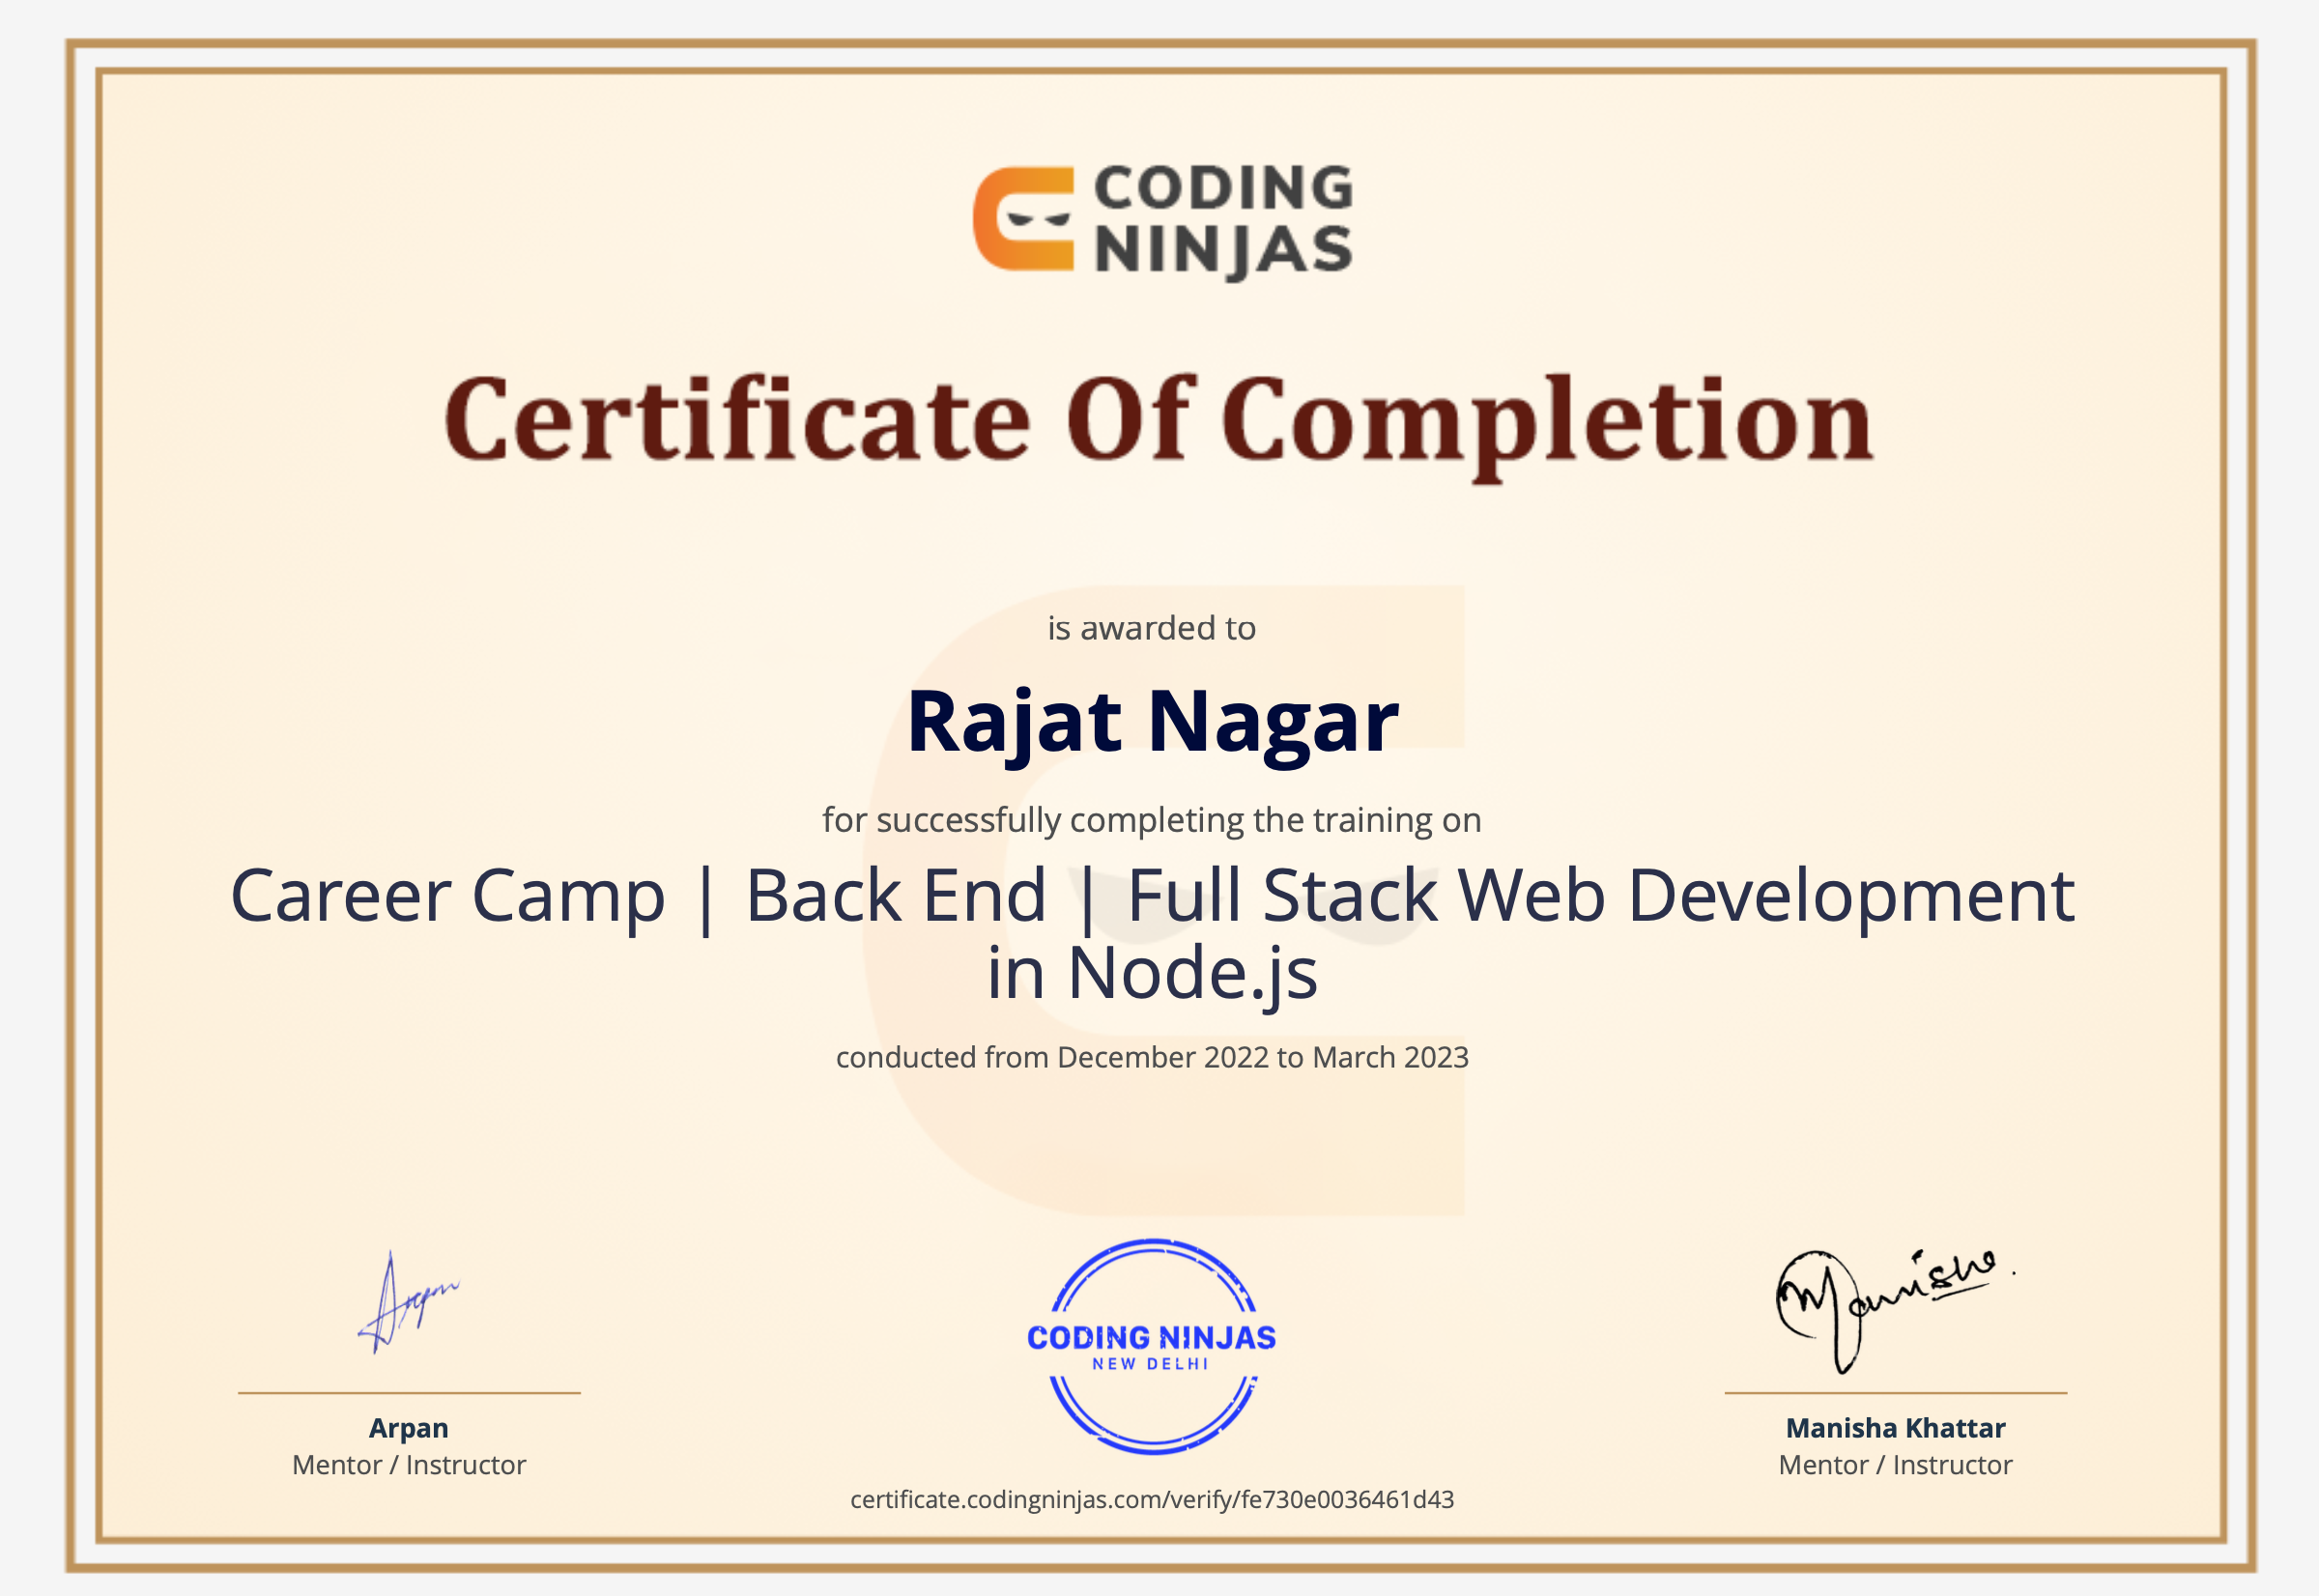 CODING
NINJAS
Certificate Of Completion
is awarded to
Rajat Nagar
for successfully completing the training on
Career Camp | Back End | Full Stack Web Development
in Node.js
conducted from December 2022 to March 2023
Arpan
Manisha
CODING NINJAS
NEW DELHI
Arpan
Mentor / Instructor
Manisha Khattar
Mentor / Instructor
certificate.codingninjas.com/verify/fe730e0036461d43